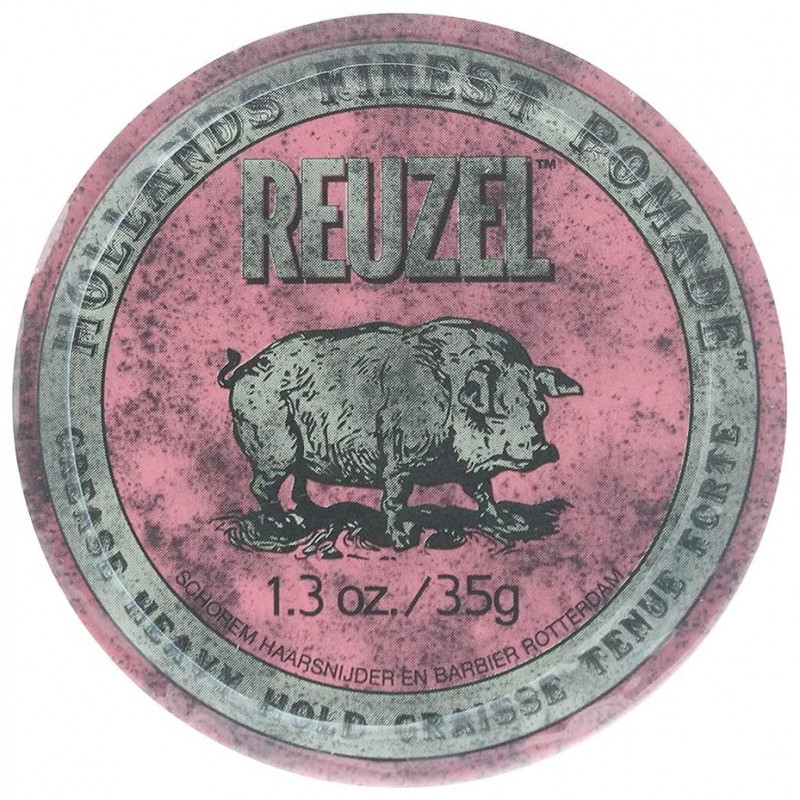 HOLLANDS FINEST POMADE™
REUZEL™
1.3 oz./35g
SCHOREM HAARSNIJDER EN BARBIER ROTTERDAM
GREASE HEAVY HOLD GRAISSE TENUE FORTE